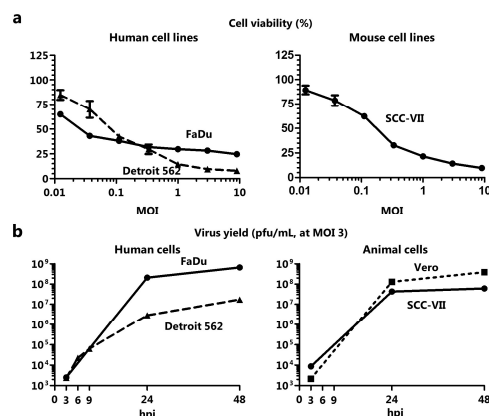 a
Cell viability (%)
Human cell lines
Mouse cell lines
125
100
75
50
25
0
0.01
0.1
1
10
MOI
FaDu
Detroit 562
125
100
75
50
25
0
0.01
0.1
1
10
MOI
SCC-VII
b
Virus yield (pfu/mL, at MOI 3)
Human cells
Animal cells
10⁹
10⁸
10⁷
10⁶
10⁵
10⁴
10³
0 3 6 9 24 48
hpi
FaDu
Detroit 562
10⁹
10⁸
10⁷
10⁶
10⁵
10⁴
10³
0 3 6 9 24 48
hpi
Vero
SCC-VII